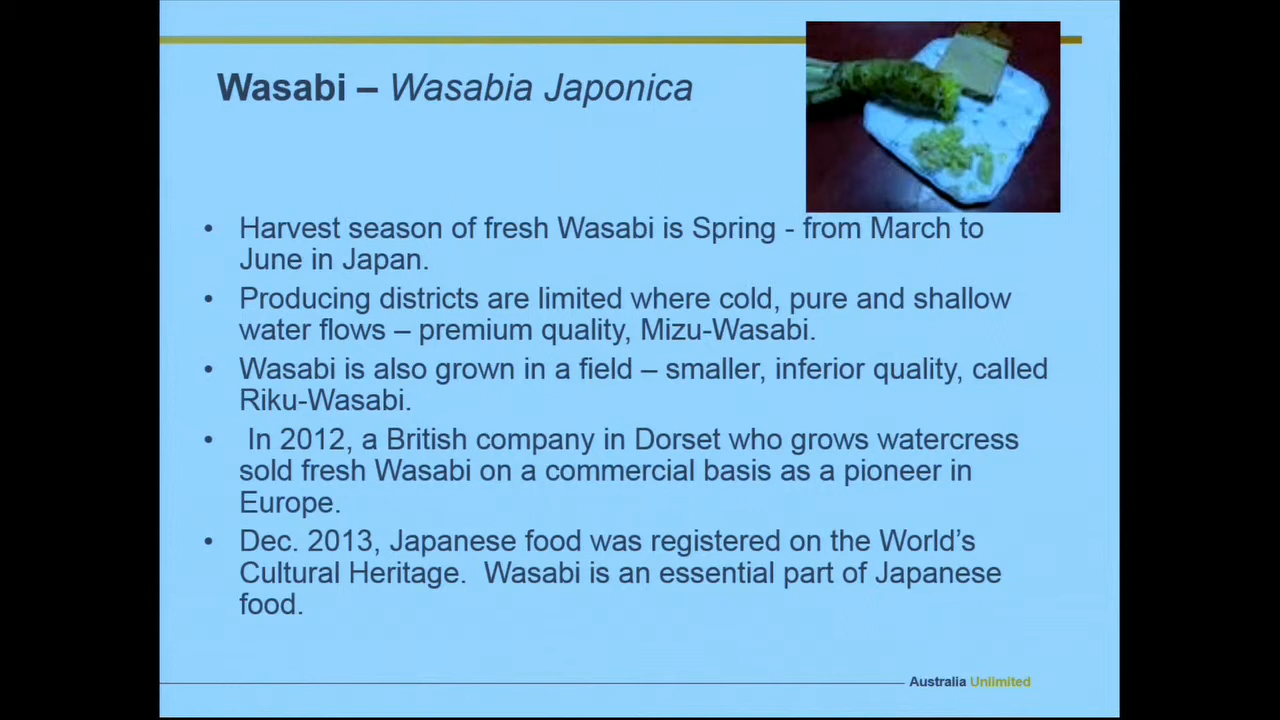 Wasabi – Wasabia Japonica
• Harvest season of fresh Wasabi is Spring - from March to
June in Japan.
• Producing districts are limited where cold, pure and shallow
water flows – premium quality, Mizu-Wasabi.
• Wasabi is also grown in a field – smaller, inferior quality, called
Riku-Wasabi.
• In 2012, a British company in Dorset who grows watercress
sold fresh Wasabi on a commercial basis as a pioneer in
Europe.
• Dec. 2013, Japanese food was registered on the World’s
Cultural Heritage.  Wasabi is an essential part of Japanese
food.
Australia Unlimited